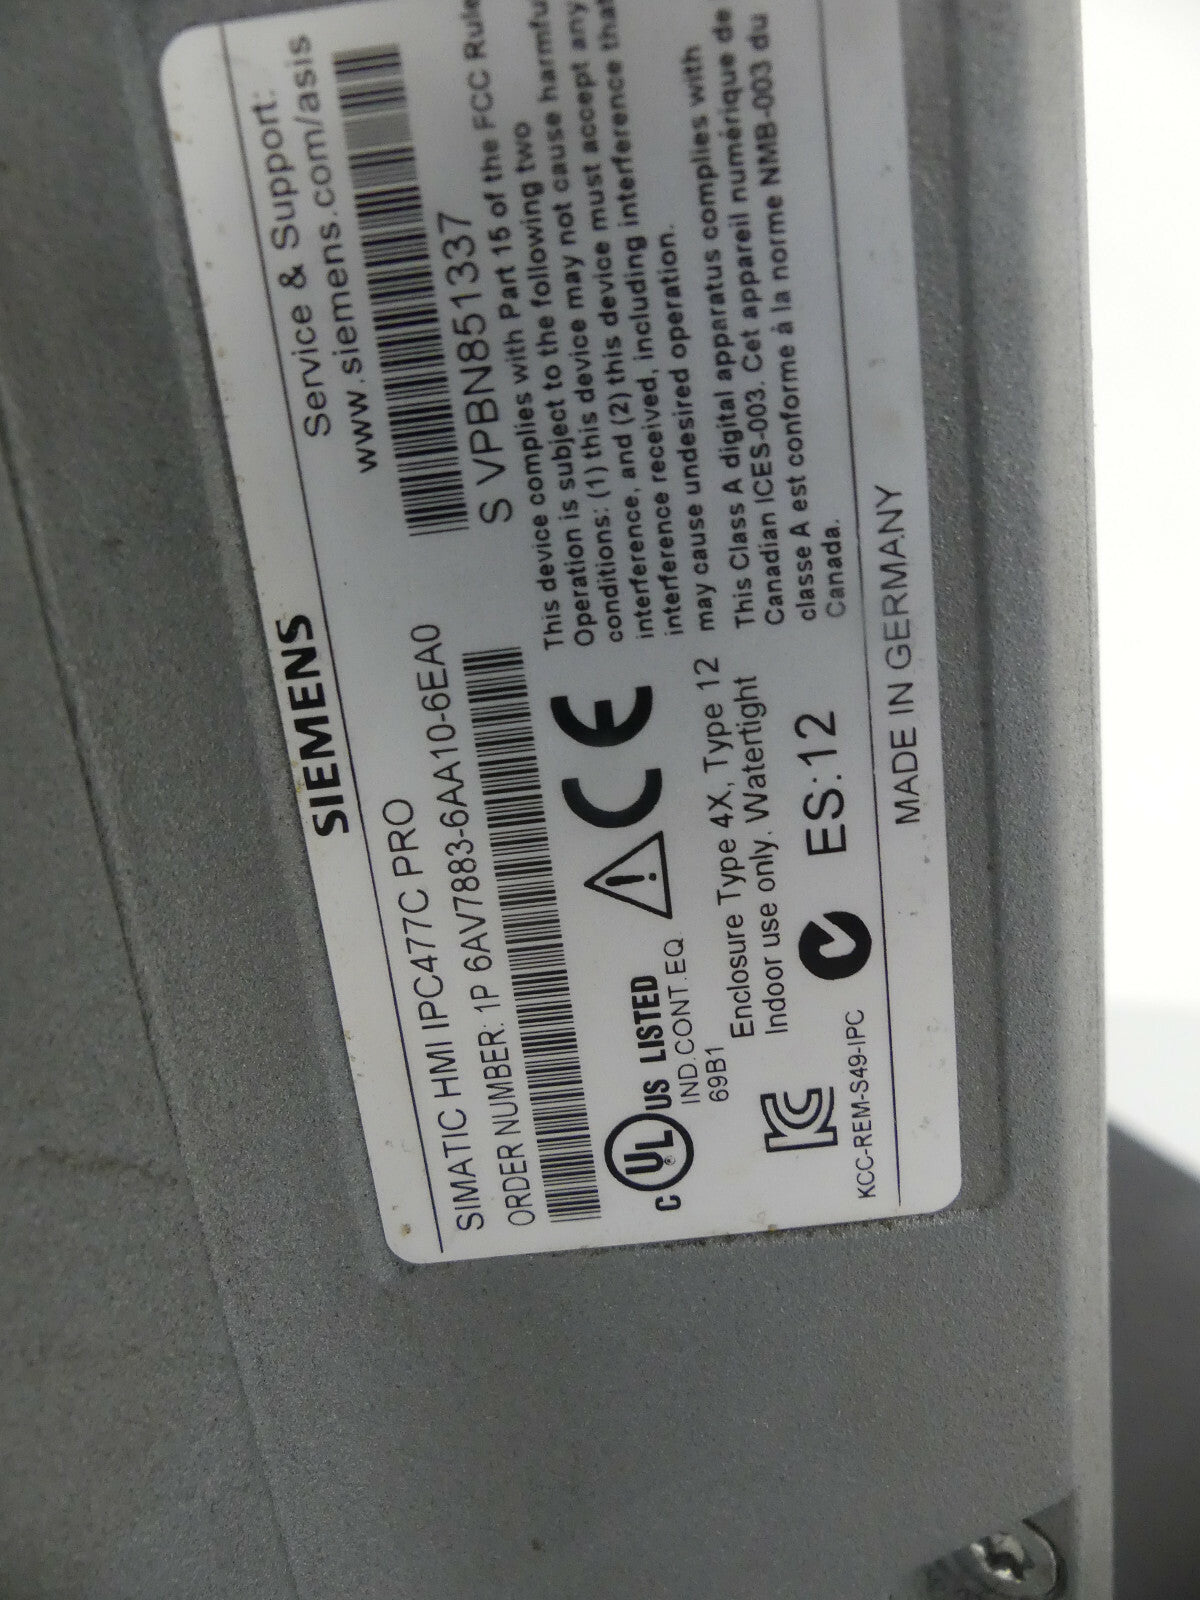 SIEMENS
Service & Support:
www.siemens.com/asis
SIMATIC HMI IPC477C PRO
ORDER NUMBER: 1P 6AV7883-6AA10-6EA0
S VPBN851337
C UL US LISTED
®
IND.CONT.EQ.
69B1
CE
Enclosure Type 4X, Type 12
Indoor use only. Watertight
KCC-REM-S49-IPC
ES:12
This device complies with Part 15 of the FCC Rule
Operation is subject to the following two
conditions: (1) this device may not cause harmfu
interference, and (2) this device must accept any
interference received, including interference that
may cause undesired operation.
This Class A digital apparatus complies with
Canadian ICES-003. Cet appareil numérique de
classe A est conforme à la norme NMB-003 du
Canada.
MADE IN GERMANY